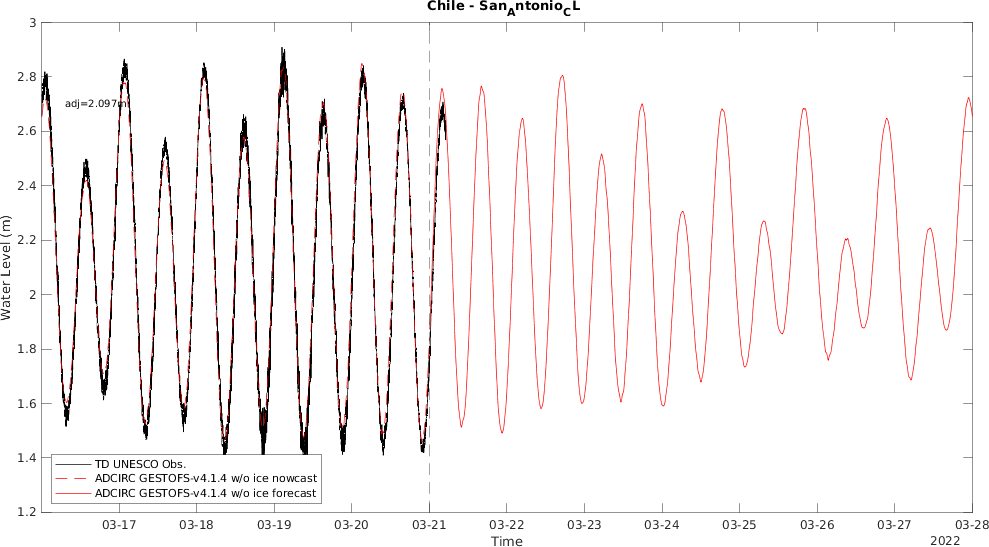 Chile - San_Antonio_CL
3
2.8
adj=2.097m
2.6
2.4
2.2
2
1.8
1.6
1.4
1.2
Water Level (m)
TD UNESCO Obs.
ADCIRC GESTOFS-v4.1.4 w/o ice nowcast
ADCIRC GESTOFS-v4.1.4 w/o ice forecast
03-17 03-18 03-19 03-20 03-21 03-22 03-23 03-24 03-25 03-26 03-27 03-28
Time
2022